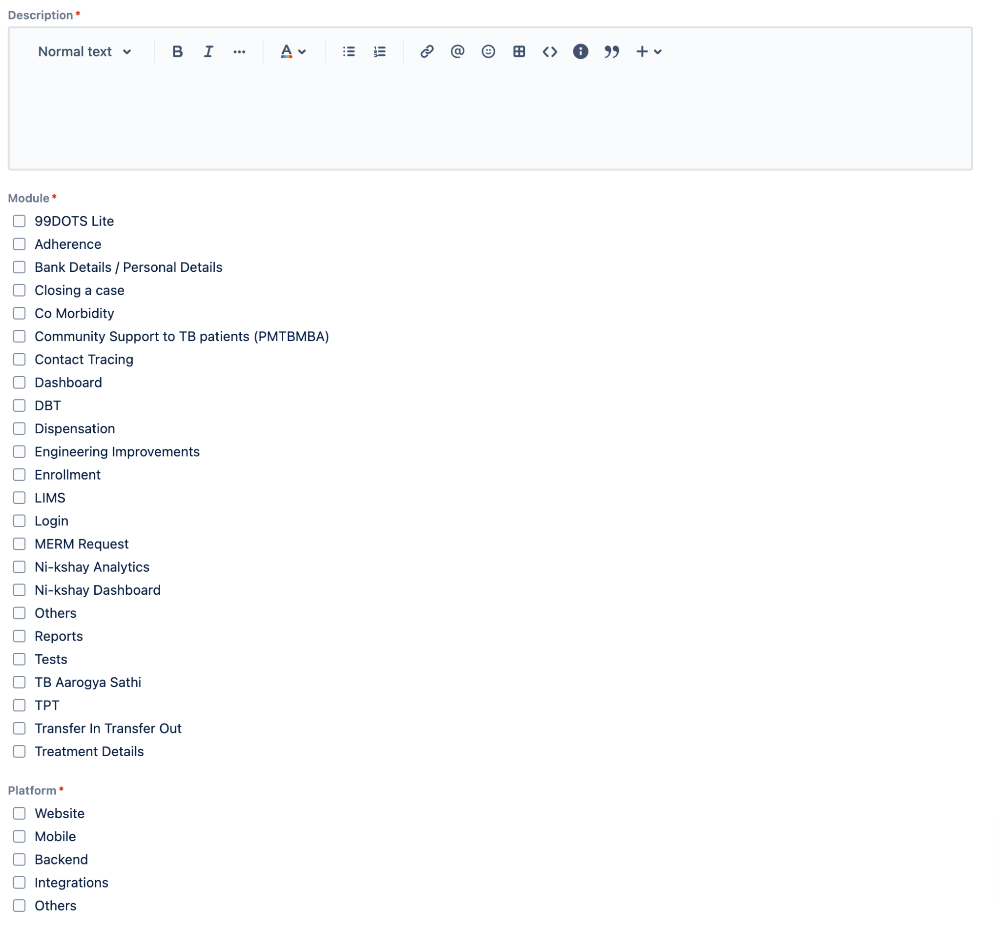 Description *
Normal text
Module *
99DOTS Lite
Adherence
Bank Details / Personal Details
Closing a case
Co Morbidity
Community Support to TB patients (PMTBMBA)
Contact Tracing
Dashboard
DBT
Dispensation
Engineering Improvements
Enrollment
LIMS
Login
MERM Request
Ni-kshay Analytics
Ni-kshay Dashboard
Others
Reports
Tests
TB Aarogya Sathi
TPT
Transfer In Transfer Out
Treatment Details
Platform *
Website
Mobile
Backend
Integrations
Others